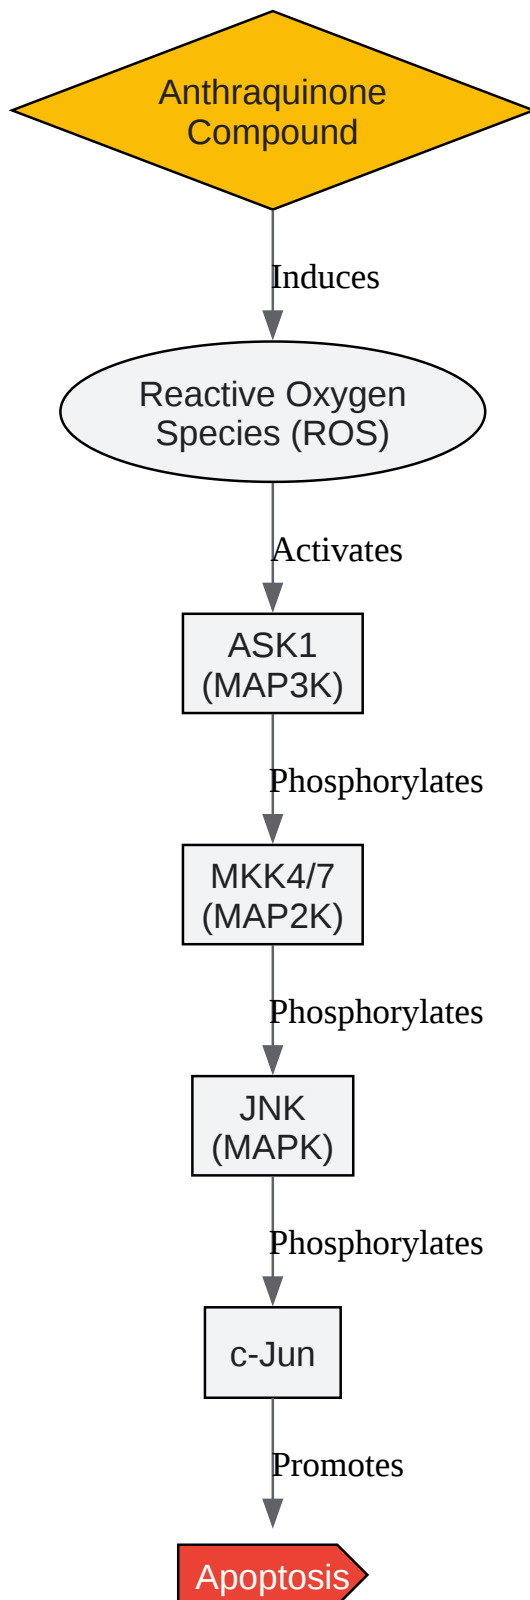 Anthraquinone
Compound
Induces
Reactive Oxygen
Species (ROS)
Activates
ASK1
(MAP3K)
Phosphorylates
MKK4/7
(MAP2K)
Phosphorylates
JNK
(MAPK)
Phosphorylates
c-Jun
Promotes
Apoptosis